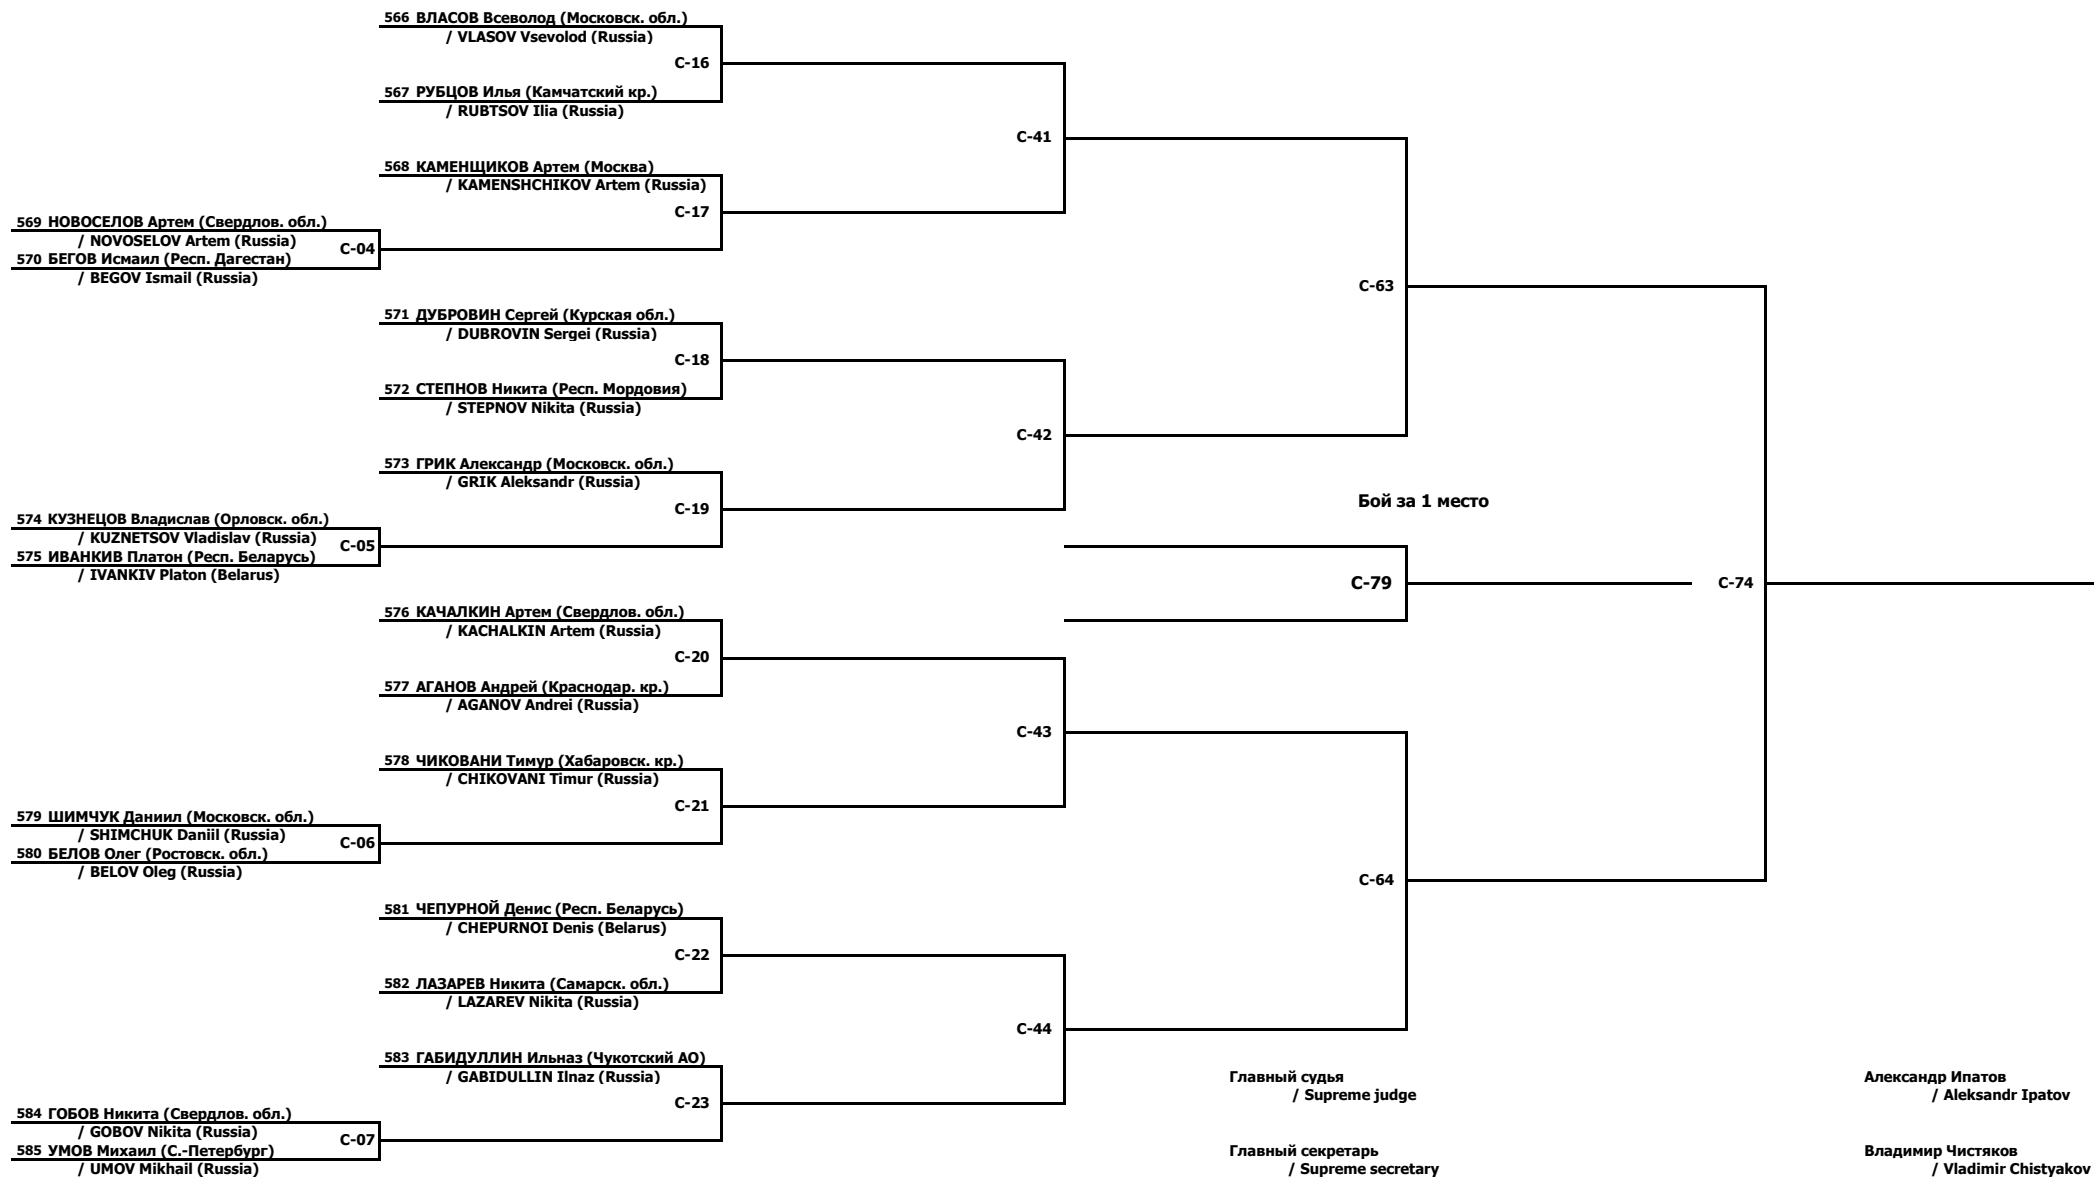 566 ВЛАСОВ Всеволод (Московск. обл.)
/ VLASOV Vsevolod (Russia)
C-16
567 РУБЦОВ Илья (Камчатский кр.)
/ RUBTSOV Ilia (Russia)
C-41
568 КАМЕНЩИКОВ Артем (Москва)
/ KAMENSHCHIKOV Artem (Russia)
C-17
569 НОВОСЕЛОВ Артем (Свердлов. обл.)
/ NOVOSELOV Artem (Russia)
C-04
570 БЕГОВ Исмаил (Респ. Дагестан)
/ BEGOV Ismail (Russia)
C-63
571 ДУБРОВИН Сергей (Курская обл.)
/ DUBROVIN Sergei (Russia)
C-18
572 СТЕПНОВ Никита (Респ. Мордовия)
/ STEPNOV Nikita (Russia)
C-42
573 ГРИК Александр (Московск. обл.)
/ GRIK Aleksandr (Russia)
C-19
Бой за 1 место
574 КУЗНЕЦОВ Владислав (Орловск. обл.)
/ KUZNETSOV Vladislav (Russia)
C-05
575 ИВАНКИВ Платон (Респ. Беларусь)
/ IVANKIV Platon (Belarus)
C-79
C-74
576 КАЧАЛКИН Артем (Свердлов. обл.)
/ KACHALKIN Artem (Russia)
C-20
577 АГАНОВ Андрей (Краснодар. кр.)
/ AGANOV Andrei (Russia)
C-43
578 ЧИКОВАНИ Тимур (Хабаровск. кр.)
/ CHIKOVANI Timur (Russia)
C-21
579 ШИМЧУК Даниил (Московск. обл.)
/ SHIMCHUK Daniil (Russia)
C-06
580 БЕЛОВ Олег (Ростовск. обл.)
/ BELOV Oleg (Russia)
C-64
581 ЧЕПУРНОЙ Денис (Респ. Беларусь)
/ CHEPURNOI Denis (Belarus)
C-22
582 ЛАЗАРЕВ Никита (Самарск. обл.)
/ LAZAREV Nikita (Russia)
C-44
583 ГАБИДУЛЛИН Ильназ (Чукотский АО)
/ GABIDULLIN Ilnaz (Russia)
C-23
584 ГОБОВ Никита (Свердлов. обл.)
/ GOBOV Nikita (Russia)
C-07
585 УМОВ Михаил (С.-Петербург)
/ UMOV Mikhail (Russia)
Главный судья
/ Supreme judge
Александр Ипатов
/ Aleksandr Ipatov
Главный секретарь
/ Supreme secretary
Владимир Чистяков
/ Vladimir Chistyakov